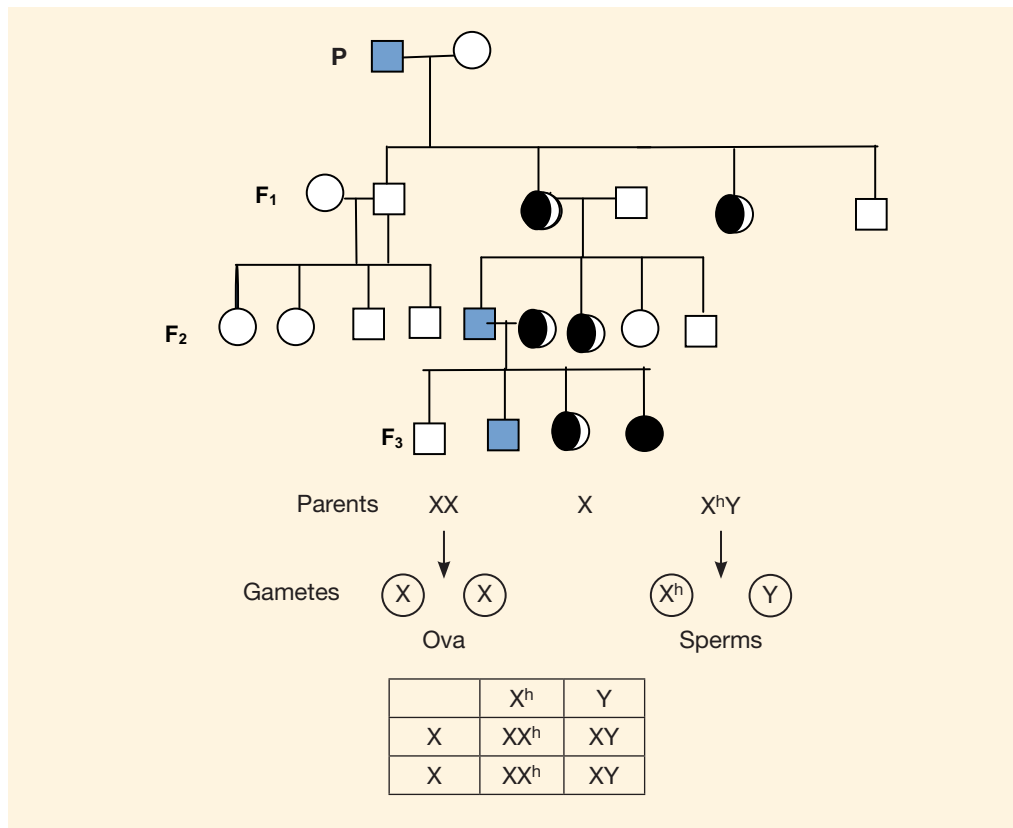 P
F₁
F₂
F₃
Parents XX X XʰY
Gametes X X Xʰ Y
Ova Sperms
Xʰ Y
X XXʰ XY
X XXʰ XY